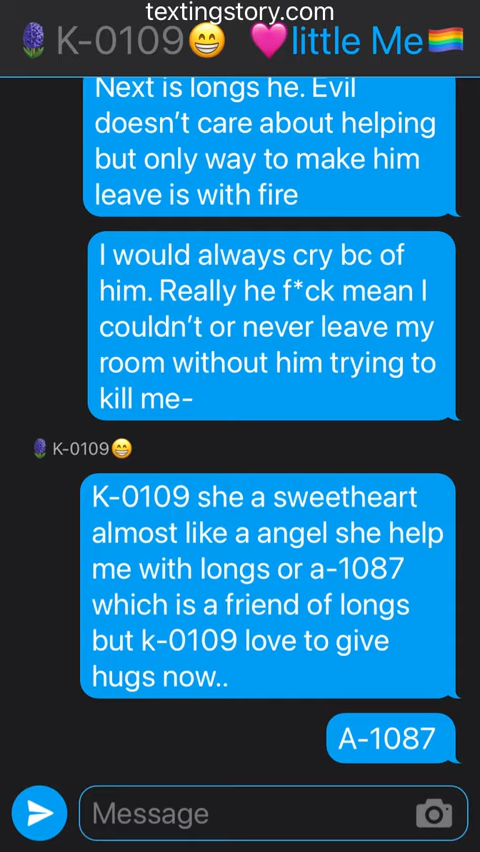 textingstory.com
K-0109😁 💗little Me🏳️‍🌈
Next is longs he. Evil
doesn't care about helping
but only way to make him
leave is with fire
I would always cry bc of
him. Really he f*ck mean I
couldn't or never leave my
room without him trying to
kill me-
K-0109😁
K-0109 she a sweetheart
almost like a angel she help
me with longs or a-1087
which is a friend of longs
but k-0109 love to give
hugs now..
A-1087
Message